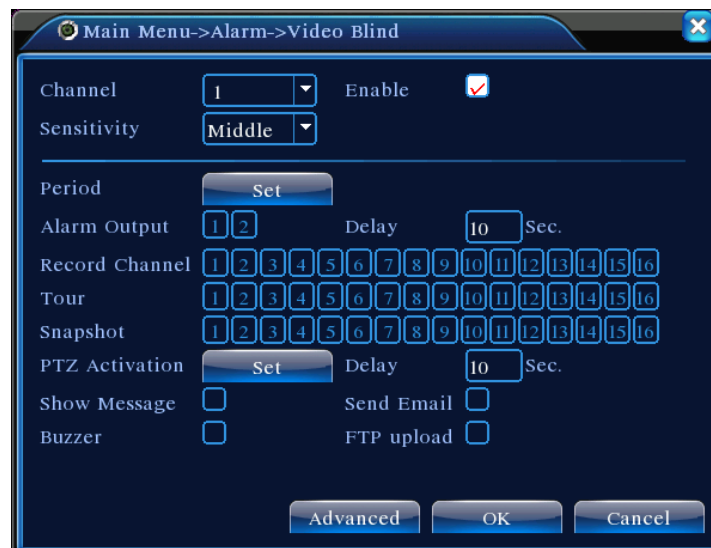 Main Menu->Alarm->Video Blind
Channel 1 Enable
Sensitivity Middle
Period Set
Alarm Output 1 2 Delay 10 Sec.
Record Channel 1 2 3 4 5 6 7 8 9 10 11 12 13 14 15 16
Tour 1 2 3 4 5 6 7 8 9 10 11 12 13 14 15 16
Snapshot 1 2 3 4 5 6 7 8 9 10 11 12 13 14 15 16
PTZ Activation Set Delay 10 Sec.
Show Message Send Email
Buzzer FTP upload
Advanced OK Cancel